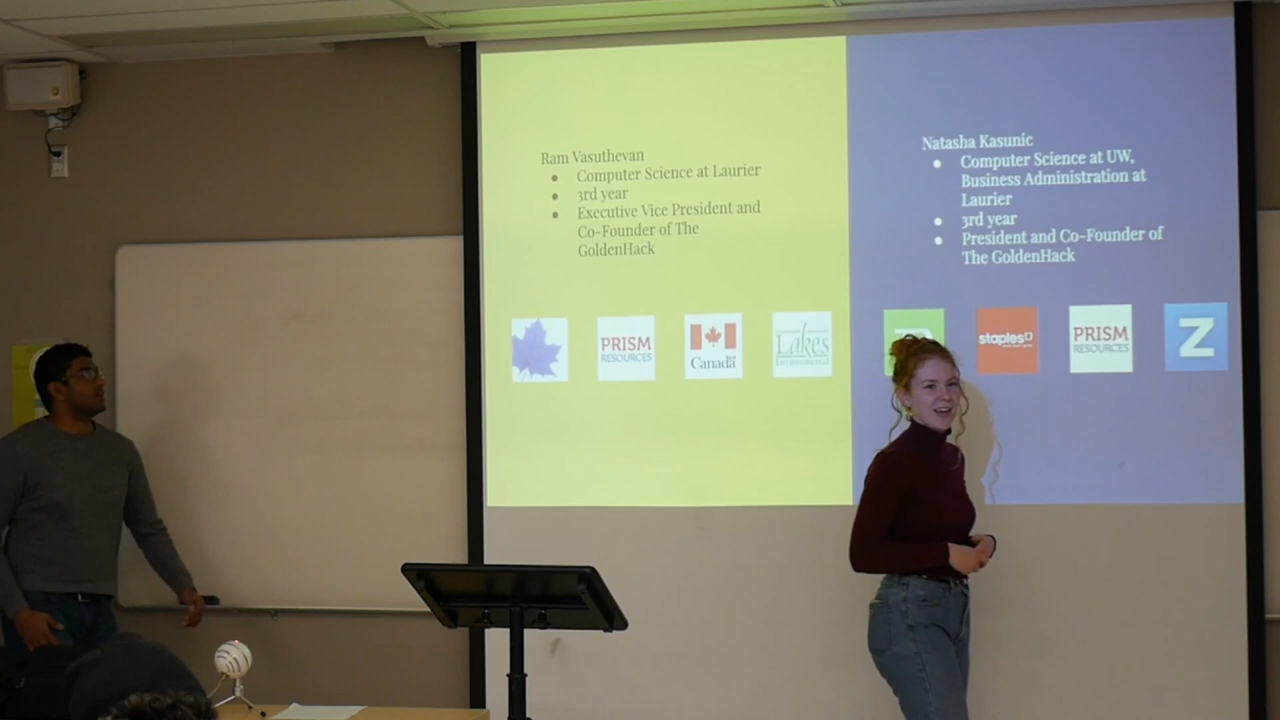 Ram Vasuthevan
● Computer Science at Laurier
● 3rd year
● Executive Vice President and
Co-Founder of The
GoldenHack
PRISM
RESOURCES
Canada
Lakes
Environmental
Natasha Kasunic
● Computer Science at UW,
Business Administration at
Laurier
● 3rd year
● President and Co-Founder of
The GoldenHack
staples
PRISM
RESOURCES
Z